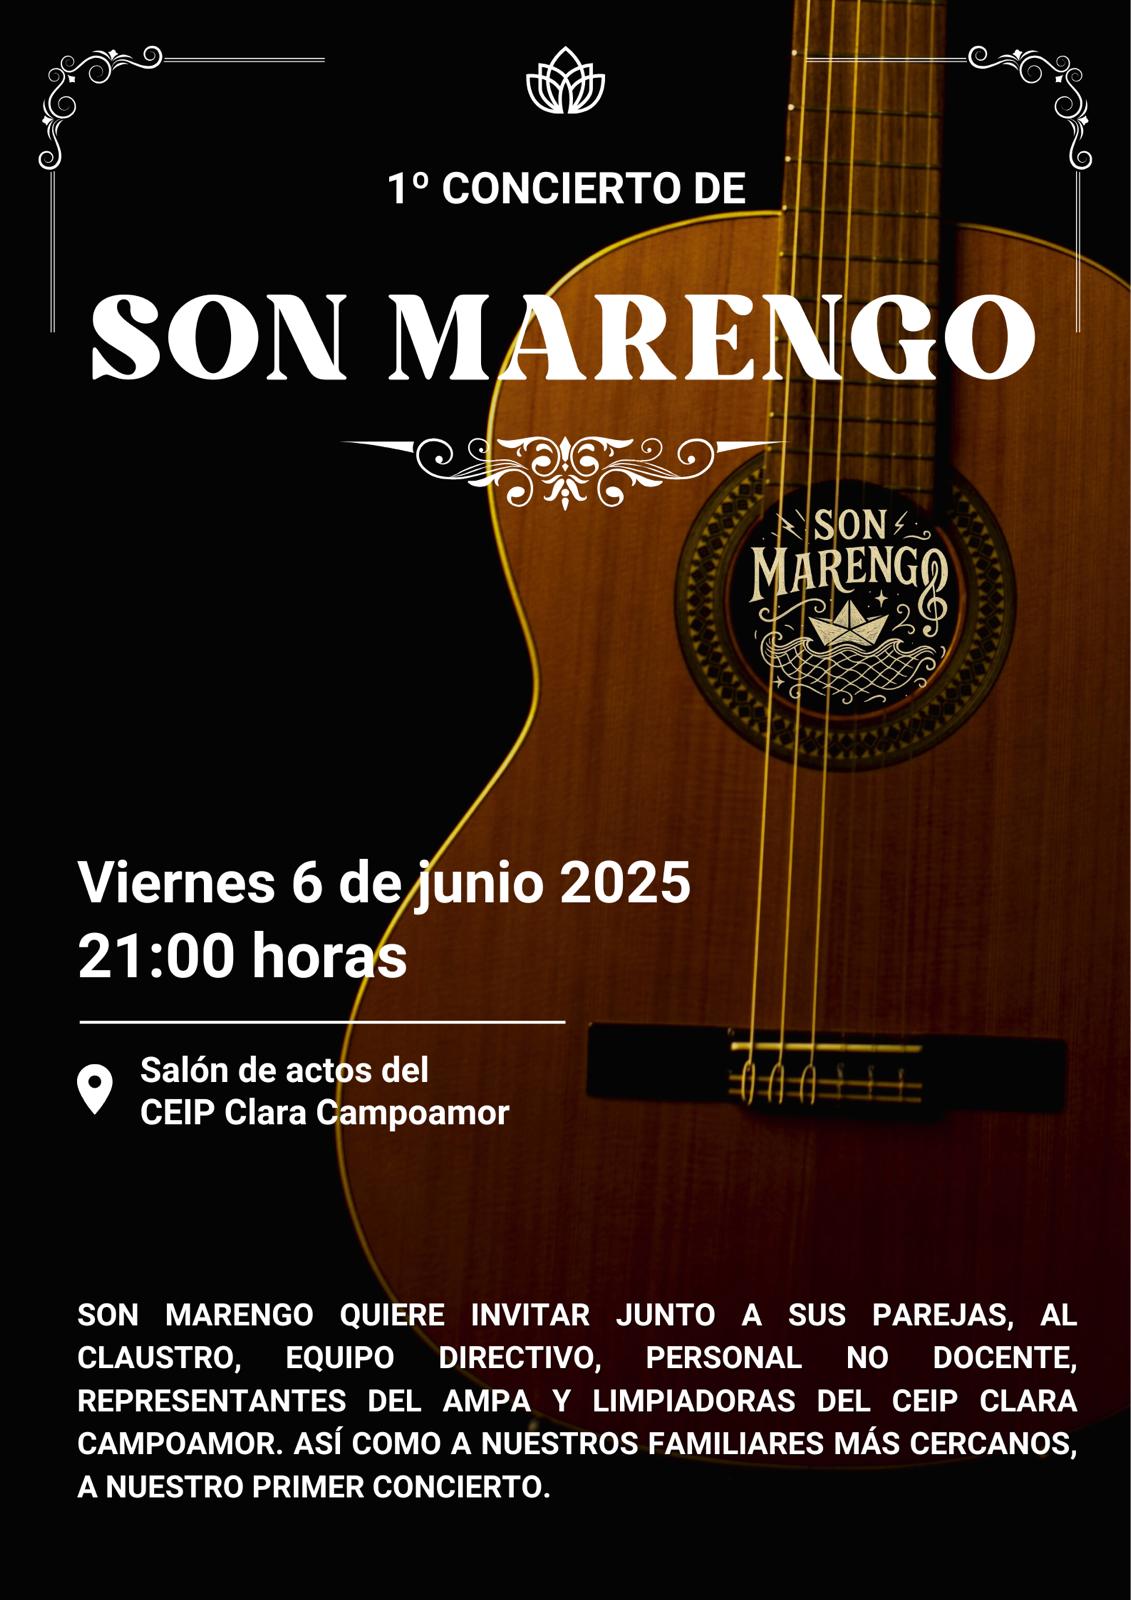 1º CONCIERTO DE
SON MARENGO
SON
MARENGO
Viernes 6 de junio 2025
21:00 horas
Salón de actos del
CEIP Clara Campoamor
SON MARENGO QUIERE INVITAR JUNTO A SUS PAREJAS, AL
CLAUSTRO, EQUIPO DIRECTIVO, PERSONAL NO DOCENTE,
REPRESENTANTES DEL AMPA Y LIMPIADORAS DEL CEIP CLARA
CAMPOAMOR. ASÍ COMO A NUESTROS FAMILIARES MÁS CERCANOS,
A NUESTRO PRIMER CONCIERTO.